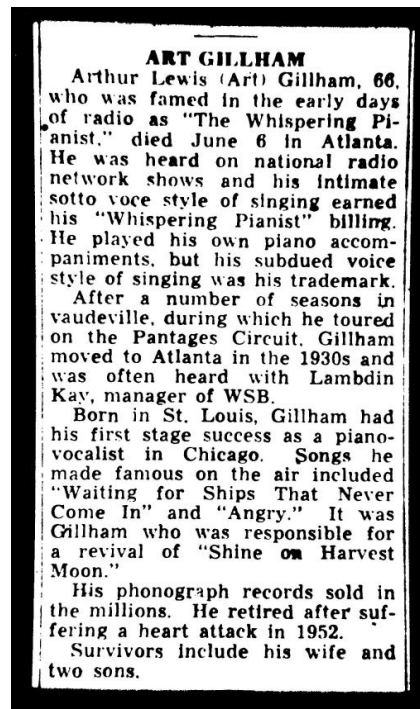 ART GILLHAM
Arthur Lewis (Art) Gillham, 66,
who was famed in the early days
of radio as "The Whispering Pi-
anist," died June 6 in Atlanta.
He was heard on national radio
network shows and his intimate
sotto voce style of singing earned
his "Whispering Pianist" billing.
He played his own piano accom-
paniments, but his subdued voice
style of singing was his trademark.
After a number of seasons in
vaudeville, during which he toured
on the Pantages Circuit, Gillham
moved to Atlanta in the 1930s and
was often heard with Lambdin
Kay, manager of WSB.
Born in St. Louis, Gillham had
his first stage success as a piano-
vocalist in Chicago. Songs he
made famous on the air included
"Waiting for Ships That Never
Come In" and "Angry." It was
Gillham who was responsible for
a revival of "Shine on Harvest
Moon."
His phonograph records sold in
the millions. He retired after suf-
fering a heart attack in 1952.
Survivors include his wife and
two sons.